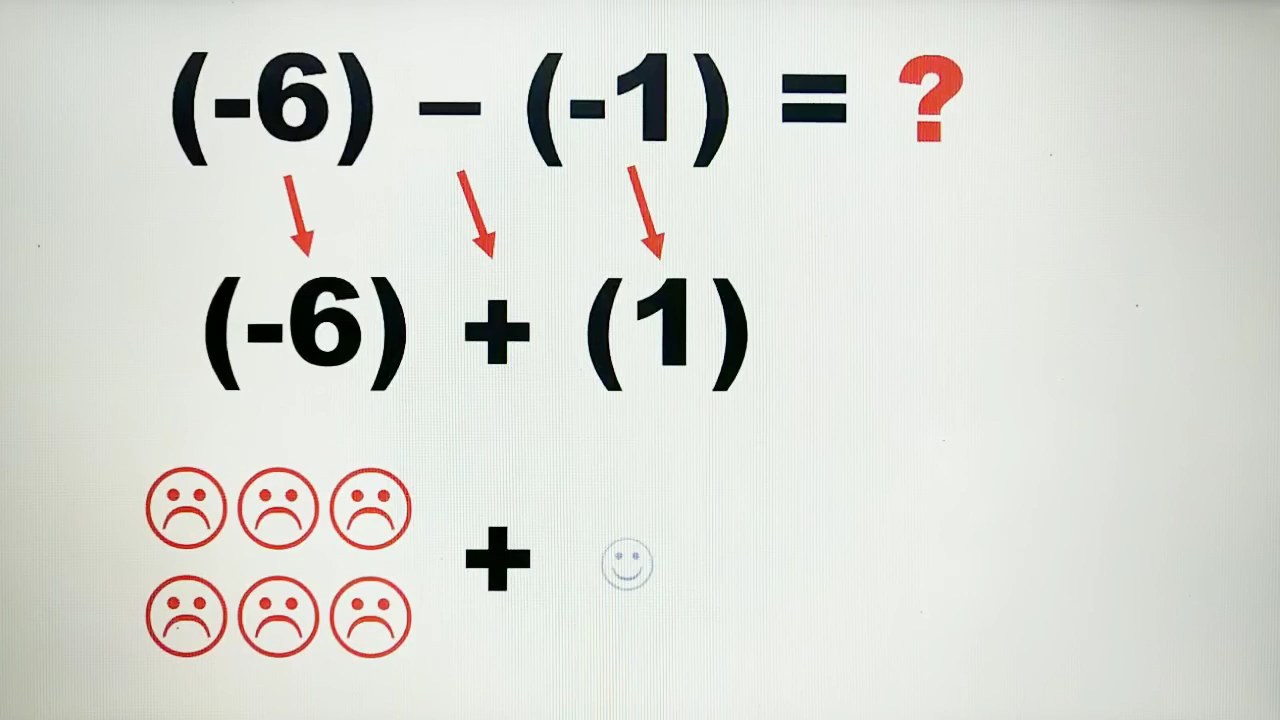 (-6) – (-1) = ?
(-6) + (1)
+